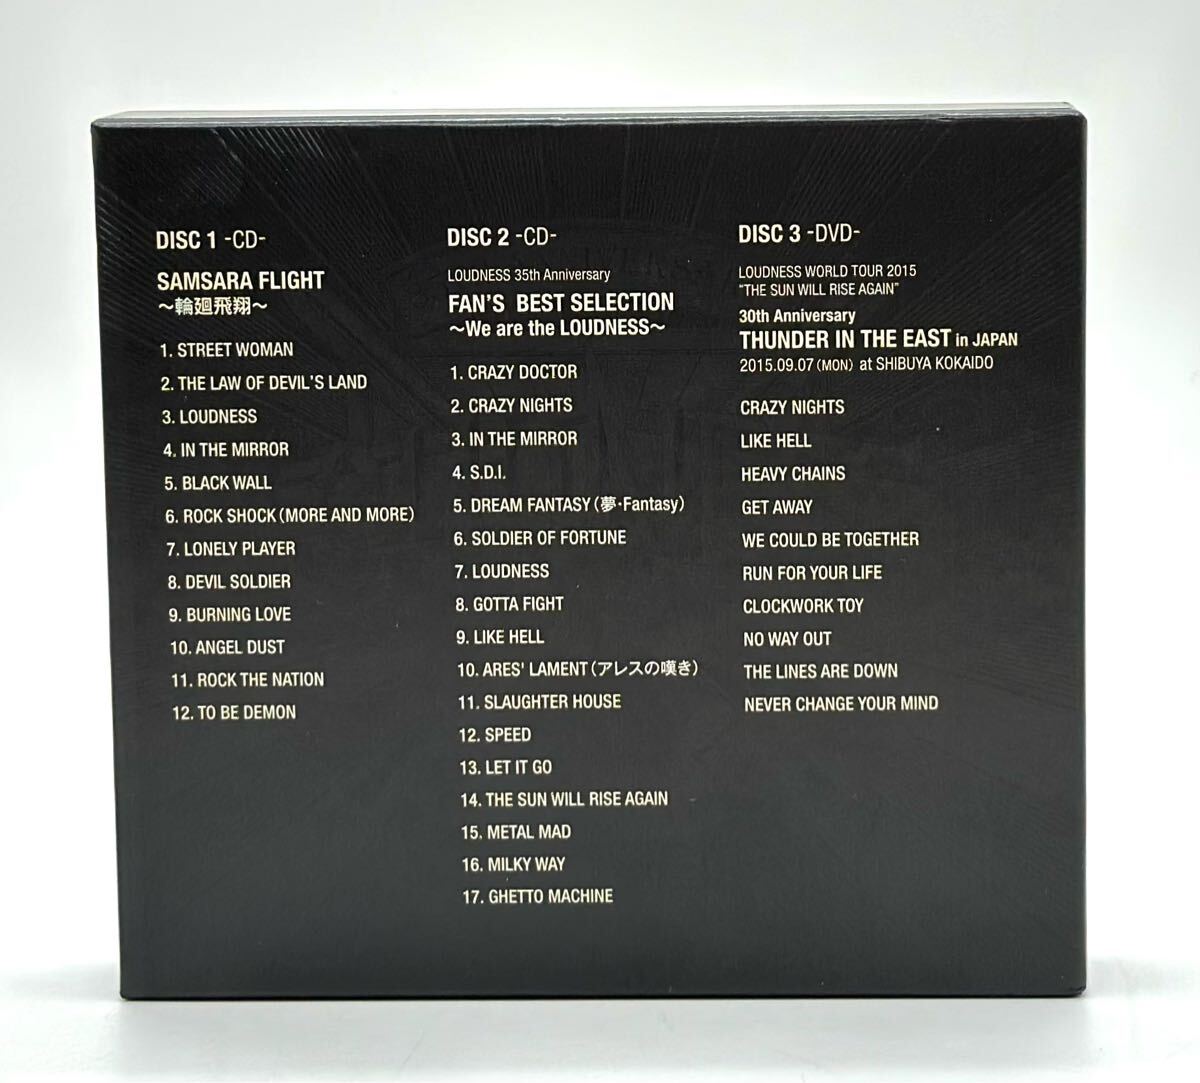 DISC 1 -CD-
SAMSARA FLIGHT
〜輪廻飛翔〜
1. STREET WOMAN
2. THE LAW OF DEVIL'S LAND
3. LOUDNESS
4. IN THE MIRROR
5. BLACK WALL
6. ROCK SHOCK (MORE AND MORE)
7. LONELY PLAYER
8. DEVIL SOLDIER
9. BURNING LOVE
10. ANGEL DUST
11. ROCK THE NATION
12. TO BE DEMON
DISC 2 -CD-
LOUDNESS 35th Anniversary
FAN'S BEST SELECTION
〜We are the LOUDNESS〜
1. CRAZY DOCTOR
2. CRAZY NIGHTS
3. IN THE MIRROR
4. S.D.I.
5. DREAM FANTASY (夢・Fantasy)
6. SOLDIER OF FORTUNE
7. LOUDNESS
8. GOTTA FIGHT
9. LIKE HELL
10. ARES' LAMENT (アレスの嘆き)
11. SLAUGHTER HOUSE
12. SPEED
13. LET IT GO
14. THE SUN WILL RISE AGAIN
15. METAL MAD
16. MILKY WAY
17. GHETTO MACHINE
DISC 3 -DVD-
LOUDNESS WORLD TOUR 2015
"THE SUN WILL RISE AGAIN"
30th Anniversary
THUNDER IN THE EAST in JAPAN
2015.09.07 (MON) at SHIBUYA KOKAIDO
CRAZY NIGHTS
LIKE HELL
HEAVY CHAINS
GET AWAY
WE COULD BE TOGETHER
RUN FOR YOUR LIFE
CLOCKWORK TOY
NO WAY OUT
THE LINES ARE DOWN
NEVER CHANGE YOUR MIND